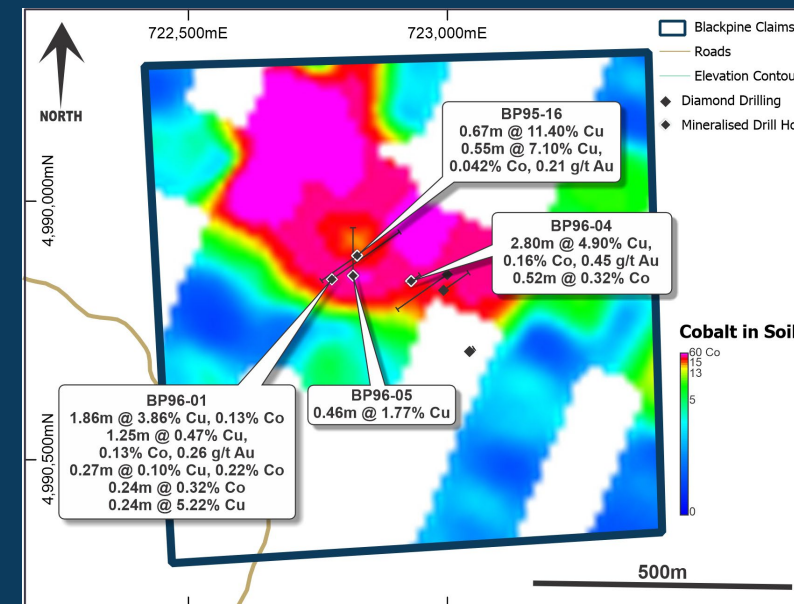 722,500mE
723,000mE
NORTH
4,990,000mN
4,990,500mN
Blackpine Claims
Roads
Elevation Contou
Diamond Drilling
Mineralised Drill Ho
BP95-16
0.67m @ 11.40% Cu
0.55m @ 7.10% Cu,
0.042% Co, 0.21 g/t Au
BP96-04
2.80m @ 4.90% Cu,
0.16% Co, 0.45 g/t Au
0.52m @ 0.32% Co
BP96-01
1.86m @ 3.86% Cu, 0.13% Co
1.25m @ 0.47% Cu,
0.13% Co, 0.26 g/t Au
0.27m @ 0.10% Cu, 0.22% Co
0.24m @ 0.32% Co
0.24m @ 5.22% Cu
BP96-05
0.46m @ 1.77% Cu
Cobalt in Soil
60 Co
15
13
5
0
500m